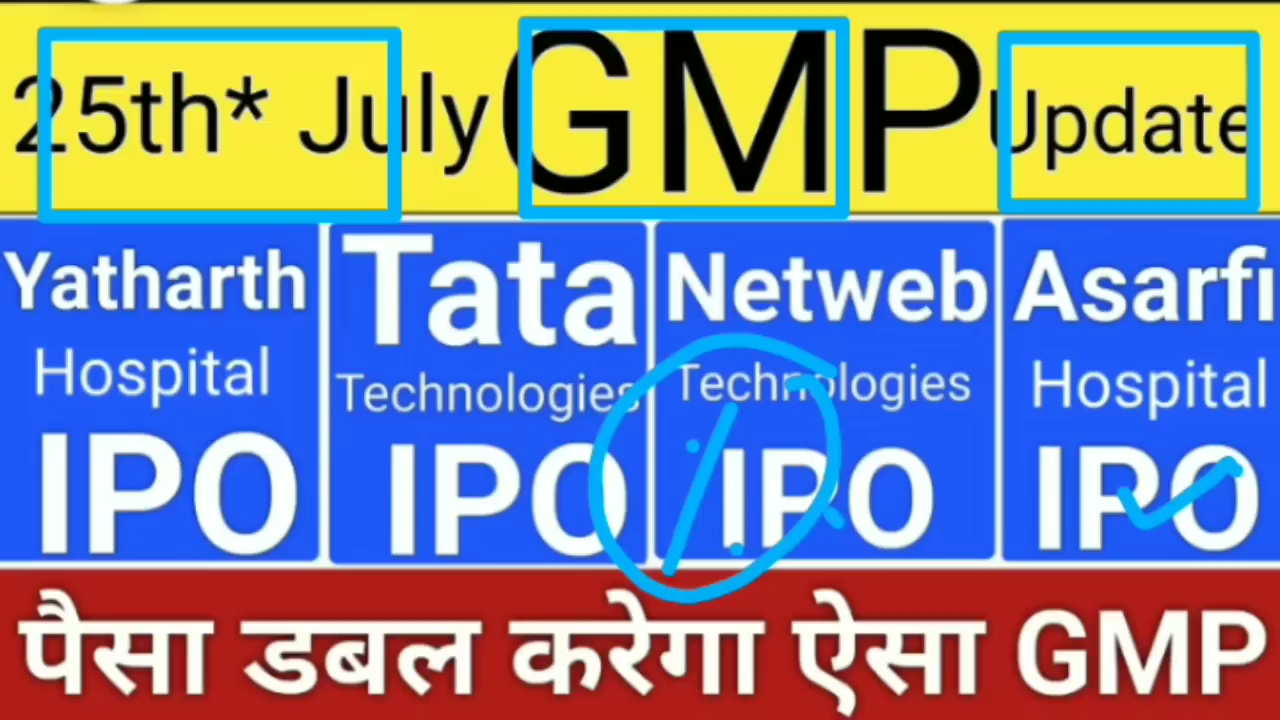 25th* July GMP Update
Yatharth
Hospital
IPO
Tata
Technologies
IPO
Netweb
Technologies
IPO
Asarfi
Hospital
IPO
पैसा डबल करेगा ऐसा GMP